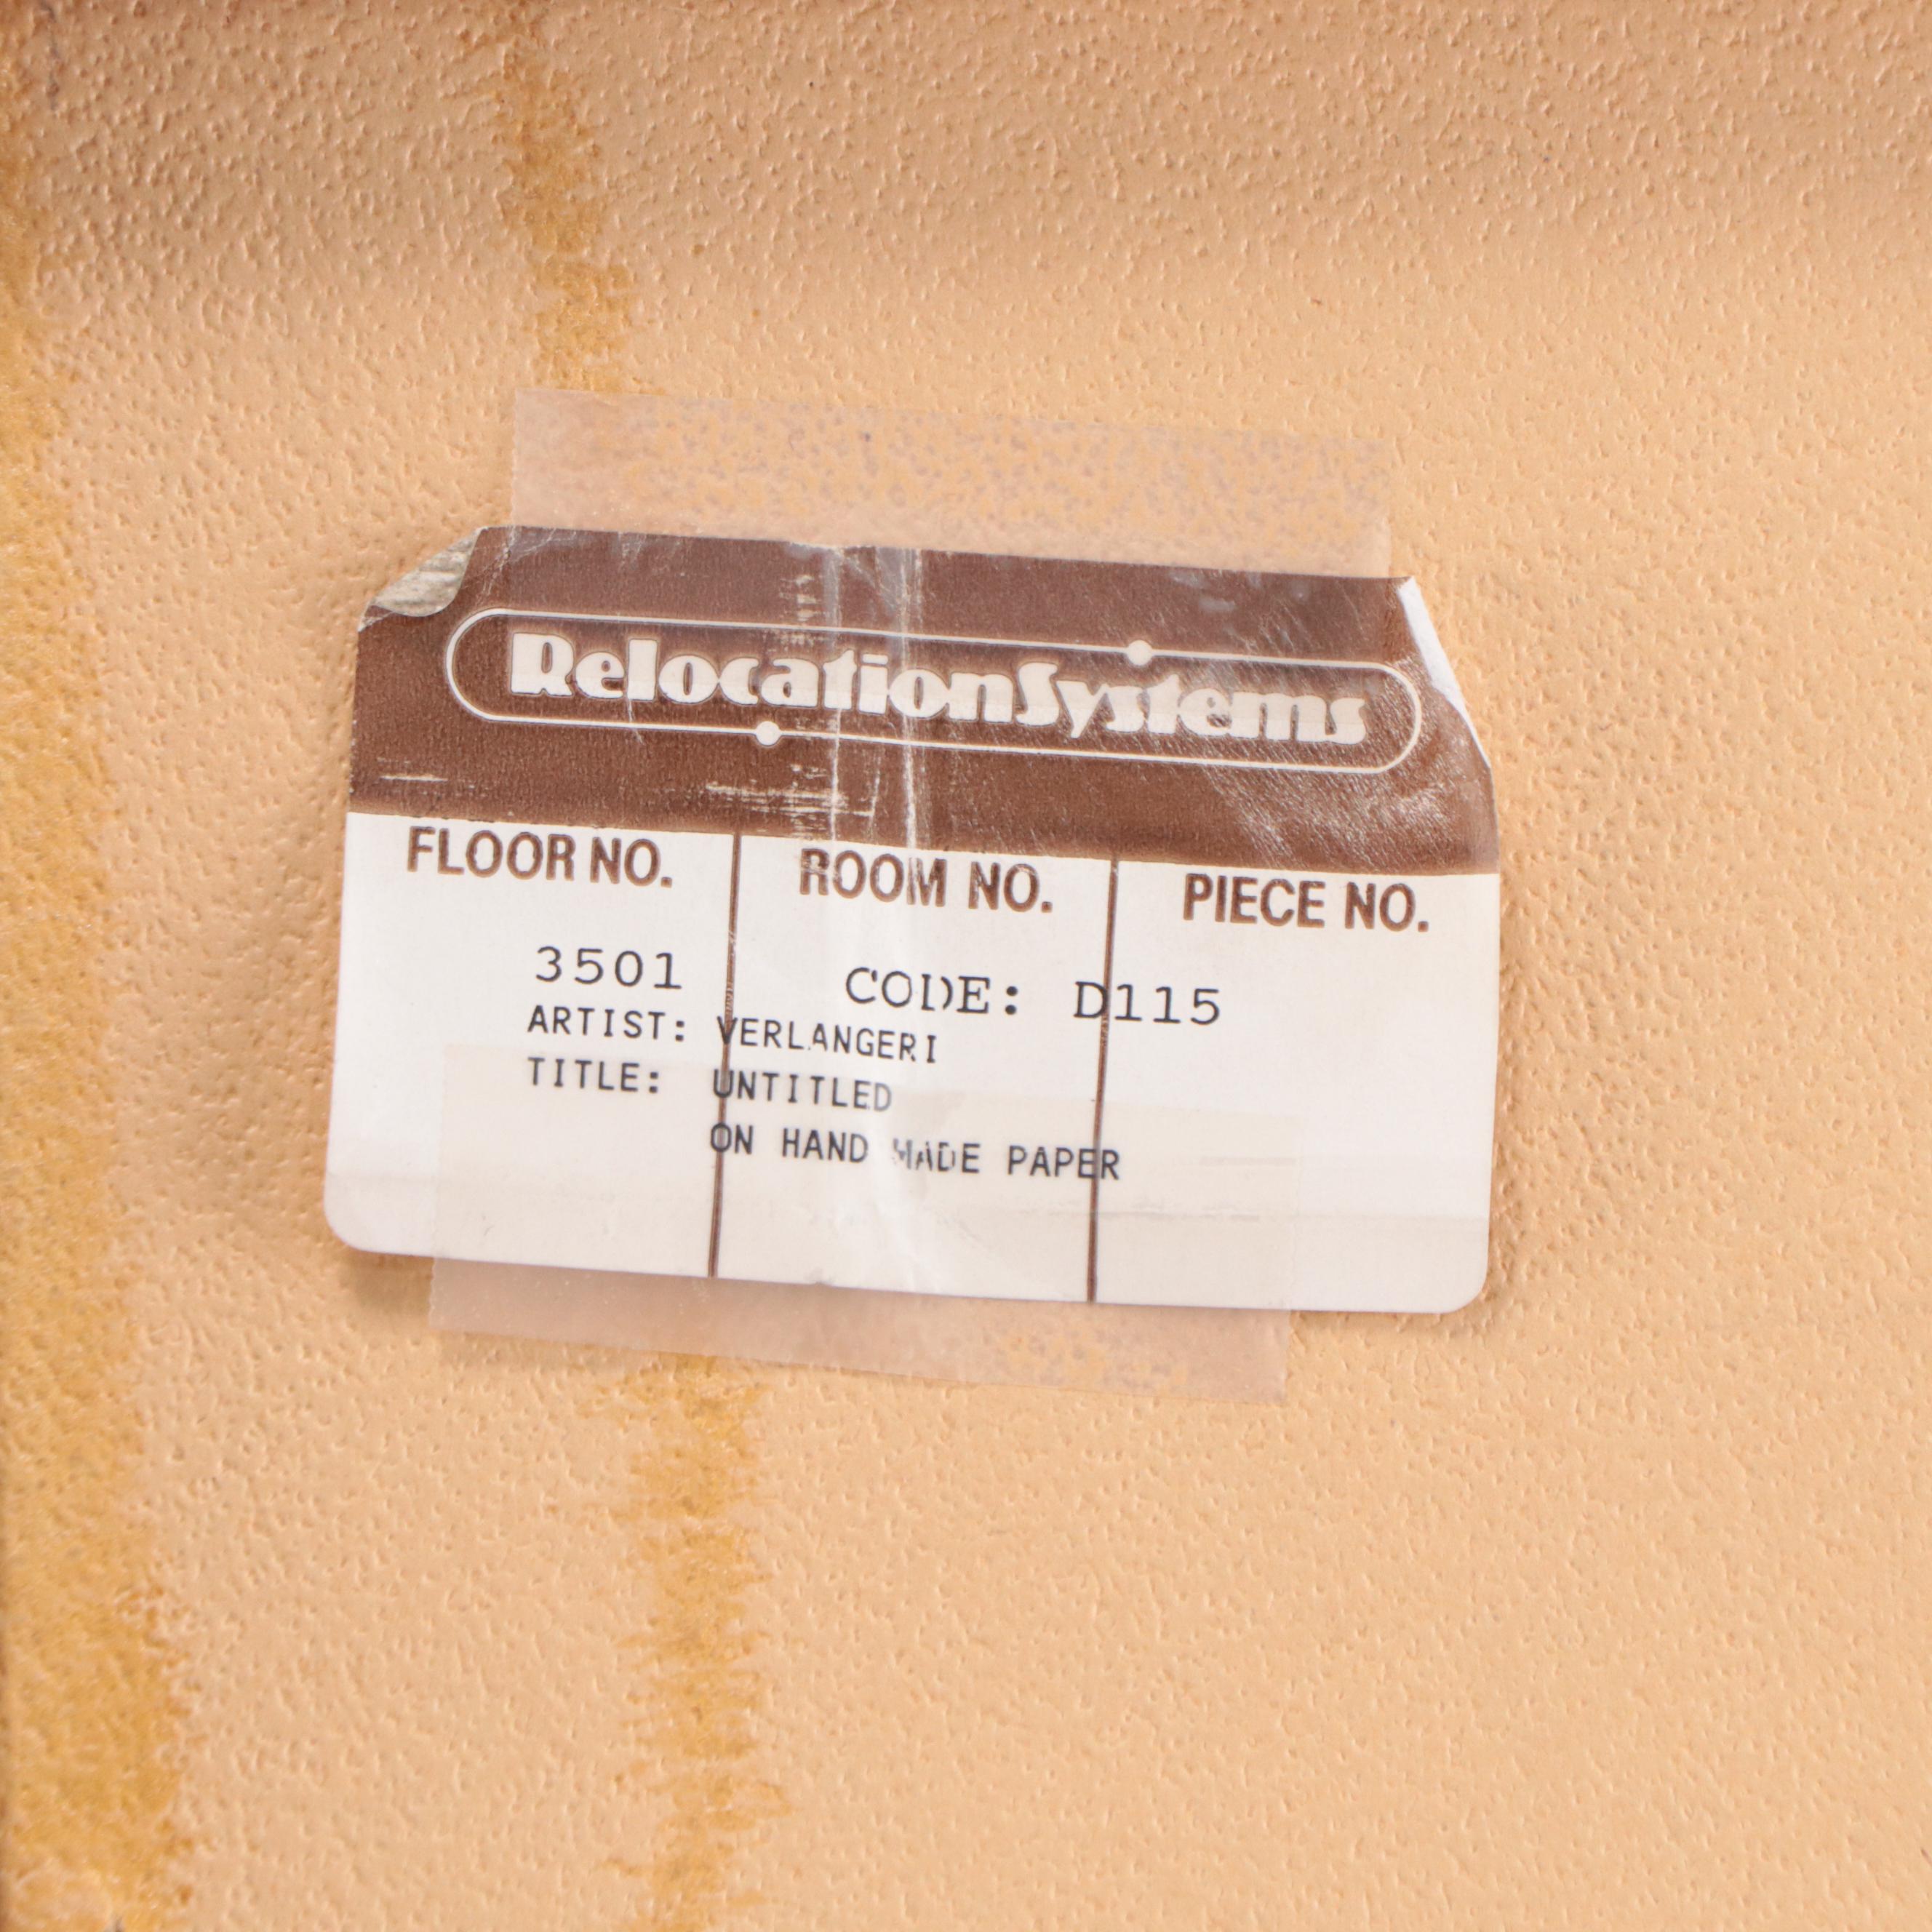 RelocationSystems
FLOOR NO. ROOM NO. PIECE NO.
3501 CODE: D115
ARTIST: VERLANGERI
TITLE: UNTITLED
ON HAND MADE PAPER